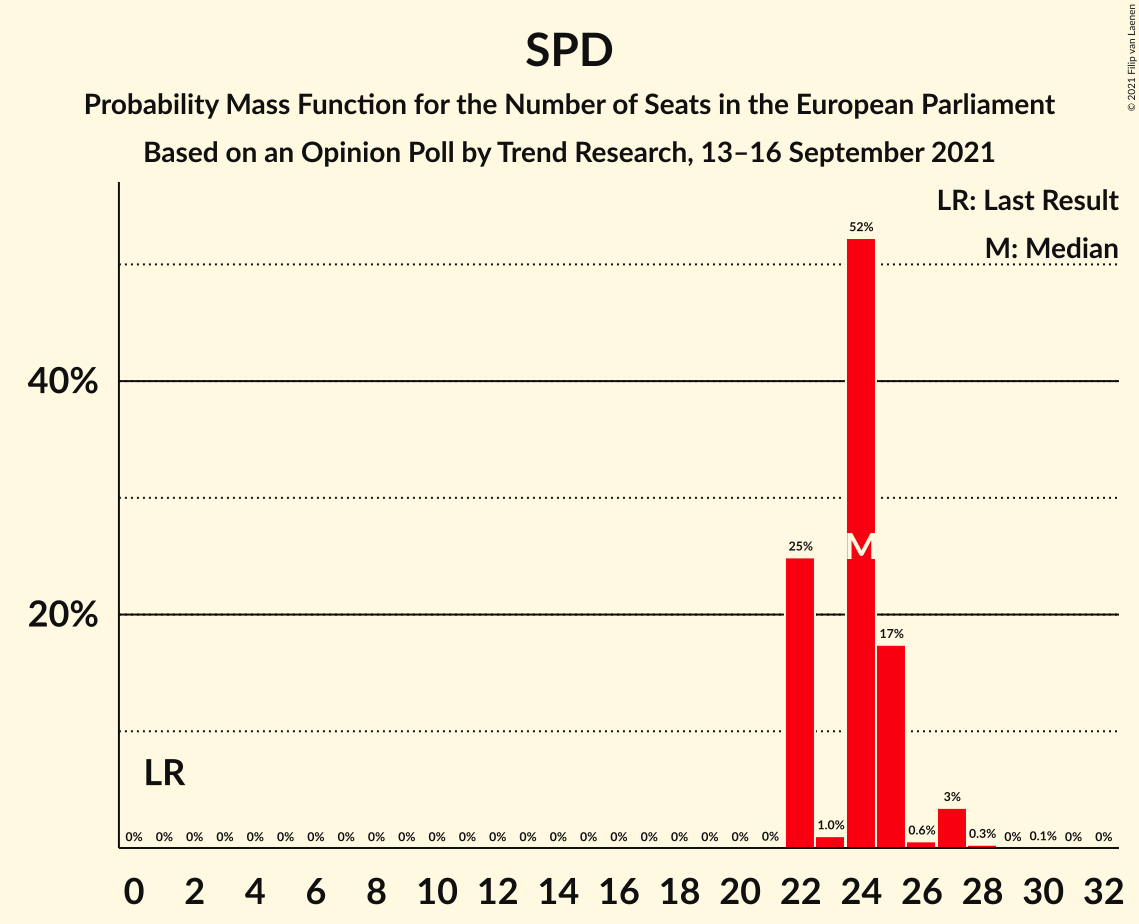 SPD
Probability Mass Function for the Number of Seats in the European Parliament
Based on an Opinion Poll by Trend Research, 13–16 September 2021
© 2021 Filip van Laenen
LR: Last Result
M: Median
52%
40%
25%
M
20%
17%
LR
0% 0% 0% 0% 0% 0% 0% 0% 0% 0% 0% 0% 0% 0% 0% 0% 0% 0% 0% 0% 0% 0% 1.0% 0.6% 3% 0.3% 0% 0.1% 0% 0%
0 2 4 6 8 10 12 14 16 18 20 22 24 26 28 30 32